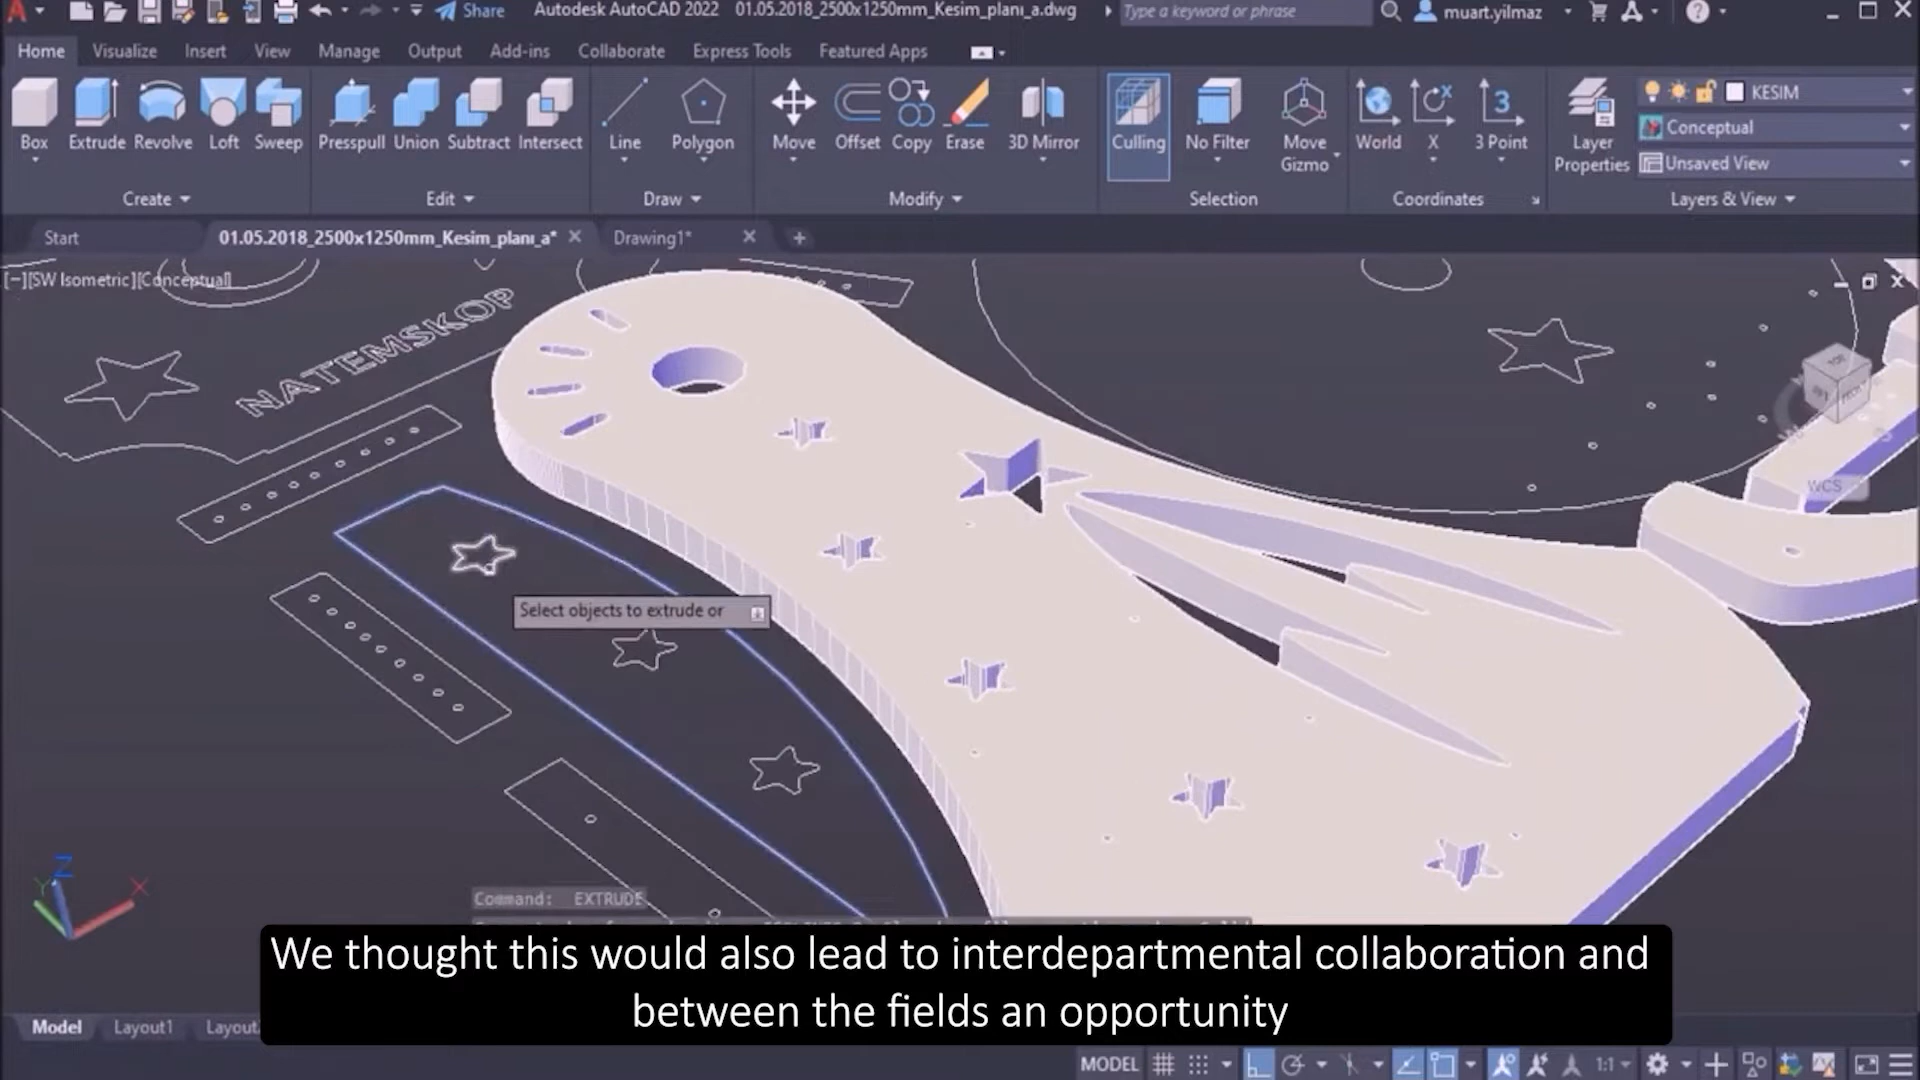 Share
Autodesk AutoCAD 2022 01.05.2018_2500x1250mm_Kesim_planı_a.dwg
Type a keyword or phrase
muart.yilmaz
Home Visualize Insert View Manage Output Add-ins Collaborate Express Tools Featured Apps
Box Extrude Revolve Loft Sweep Presspull Union Subtract Intersect Line Polygon Move Offset Copy Erase 3D Mirror Culling No Filter Move Gizmo World X 3 Point Layer Properties
KESIM
Conceptual
Unsaved View
Create Edit Draw Modify Selection Coordinates Layers & View
Start 01.05.2018_2500x1250mm_Kesim_planı_a* Drawing1*
[−][SW Isometric][Conceptual]
NATEMSKOP
TOP
WCS
Select objects to extrude or
Z
Y
X
Command: EXTRUDE
We thought this would also lead to interdepartmental collaboration and
between the fields an opportunity
Model Layout1
MODEL 1:1